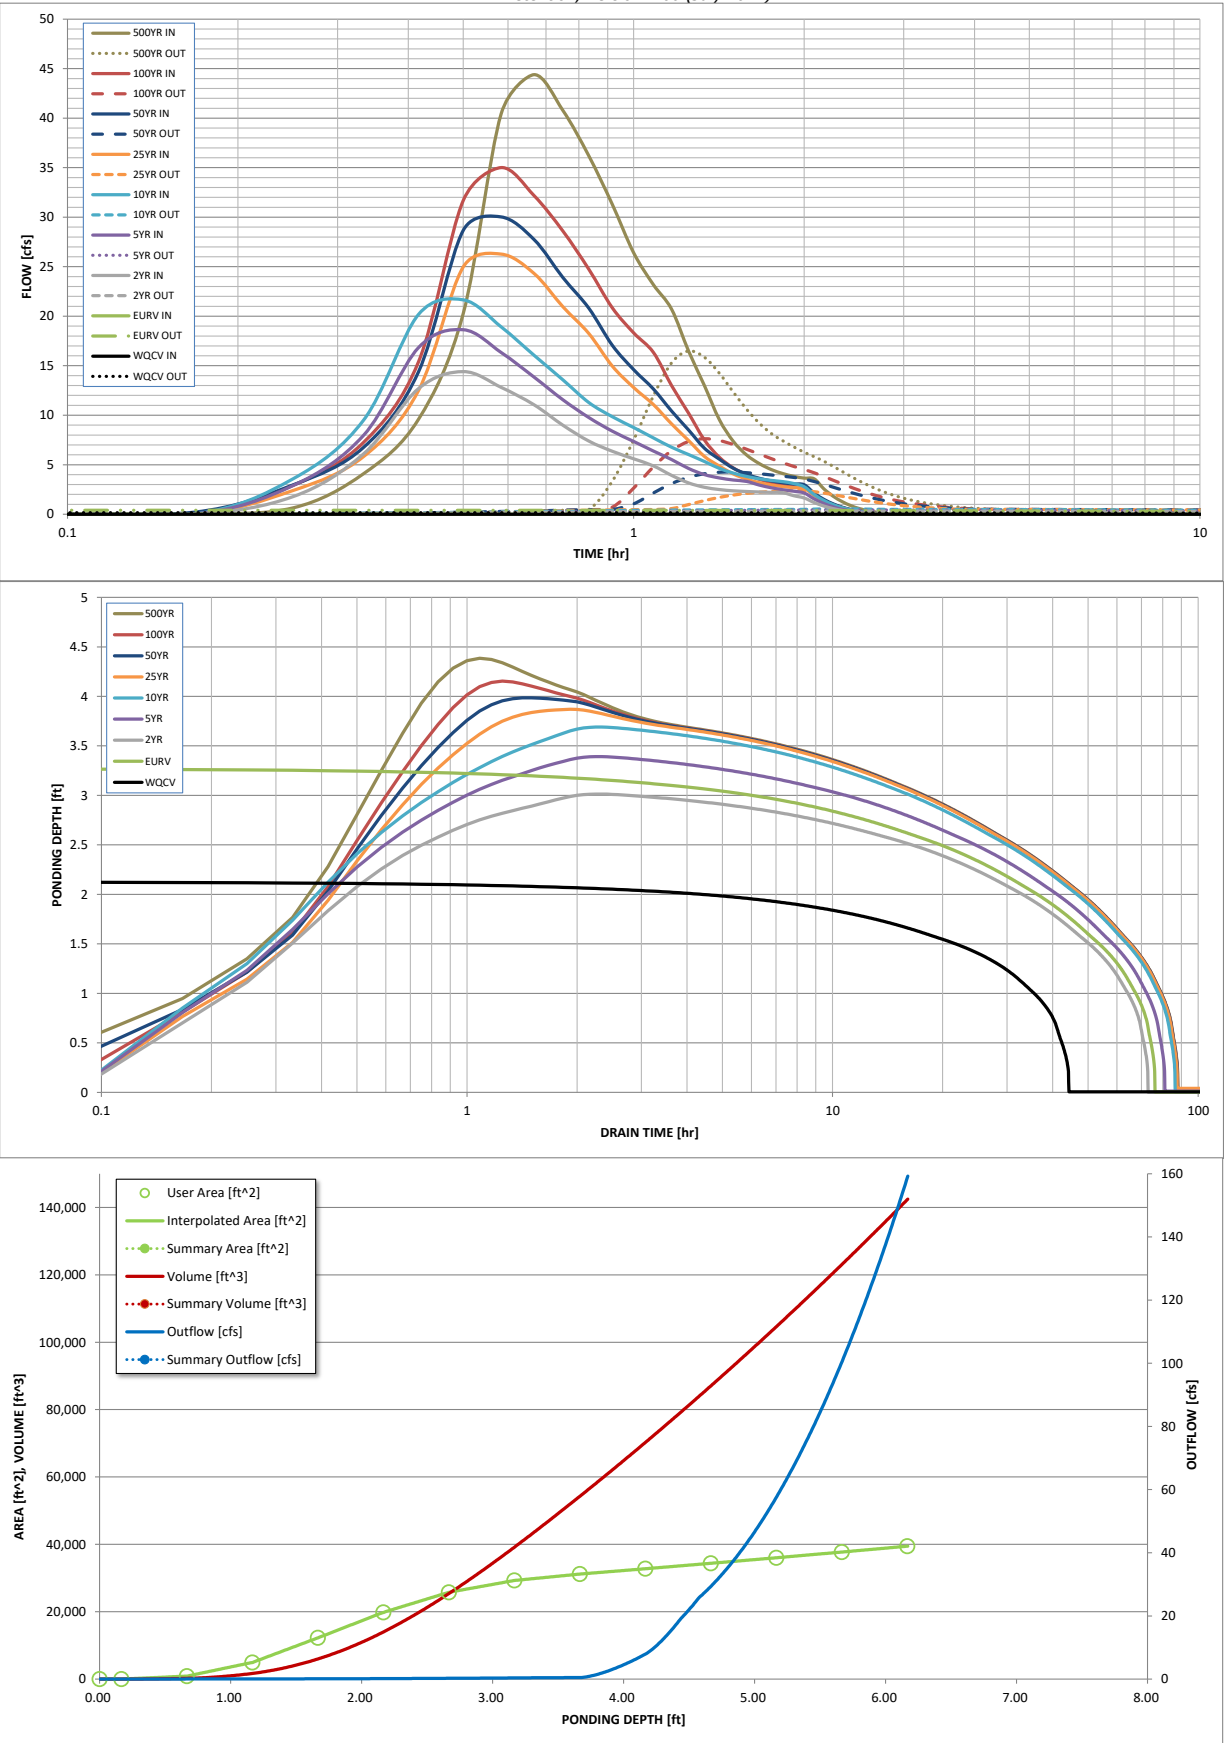 50
45
40
35
30
25
20
15
10
5
0
FLOW [cfs]
500YR IN
500YR OUT
100YR IN
100YR OUT
50YR IN
50YR OUT
25YR IN
25YR OUT
10YR IN
10YR OUT
5YR IN
5YR OUT
2YR IN
2YR OUT
EURV IN
EURV OUT
WQCV IN
WQCV OUT
0.1
1
10
TIME [hr]
5
4.5
4
3.5
3
2.5
2
1.5
1
0.5
0
PONDING DEPTH [ft]
500YR
100YR
50YR
25YR
10YR
5YR
2YR
EURV
WQCV
0.1
1
10
100
DRAIN TIME [hr]
140,000
120,000
100,000
80,000
60,000
40,000
20,000
0
AREA [ft^2], VOLUME [ft^3]
User Area [ft^2]
Interpolated Area [ft^2]
Summary Area [ft^2]
Volume [ft^3]
Summary Volume [ft^3]
Outflow [cfs]
Summary Outflow [cfs]
160
140
120
100
80
60
40
20
0
OUTFLOW [cfs]
0.00
1.00
2.00
3.00
4.00
5.00
6.00
7.00
8.00
PONDING DEPTH [ft]